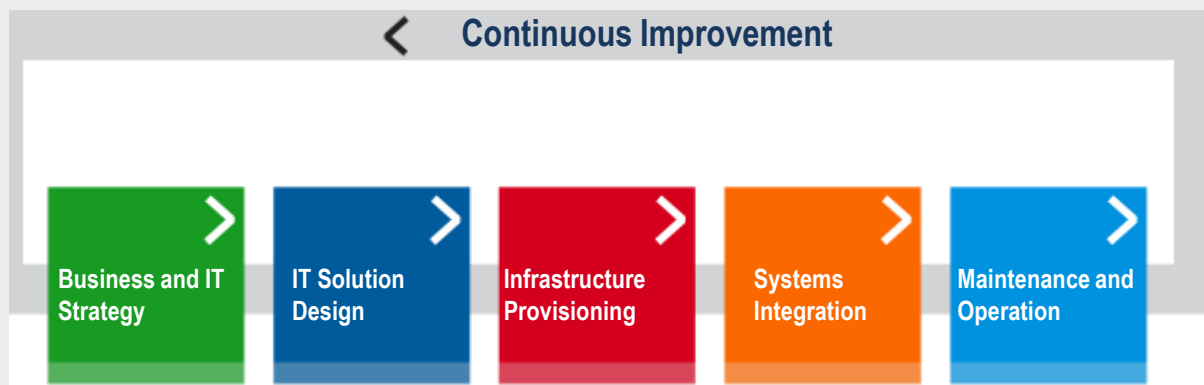 Continuous Improvement
Business and IT
Strategy
IT Solution
Design
Infrastructure
Provisioning
Systems
Integration
Maintenance and
Operation